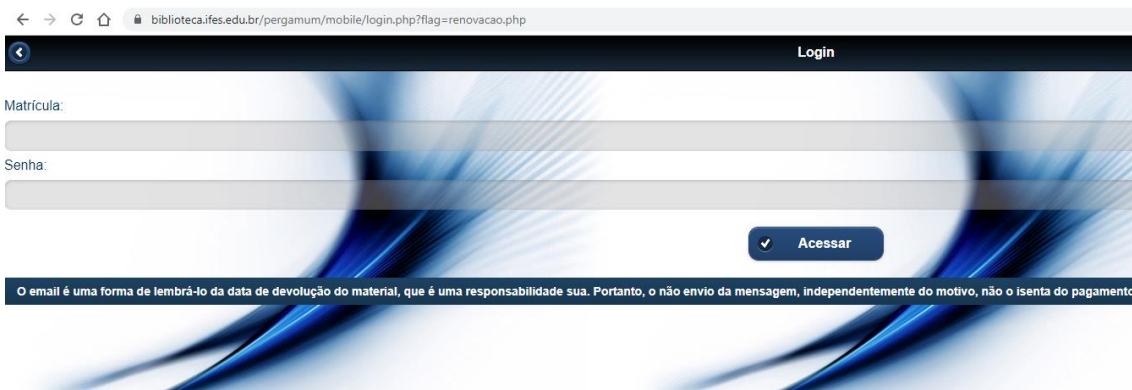 biblioteca.ifes.edu.br/pergamum/mobile/login.php?flag=renovacao.php
Login
Matrícula:
Senha:
Acessar
O email é uma forma de lembrá-lo da data de devolução do material, que é uma responsabilidade sua. Portanto, o não envio da mensagem, independentemente do motivo, não o isenta do pagamento